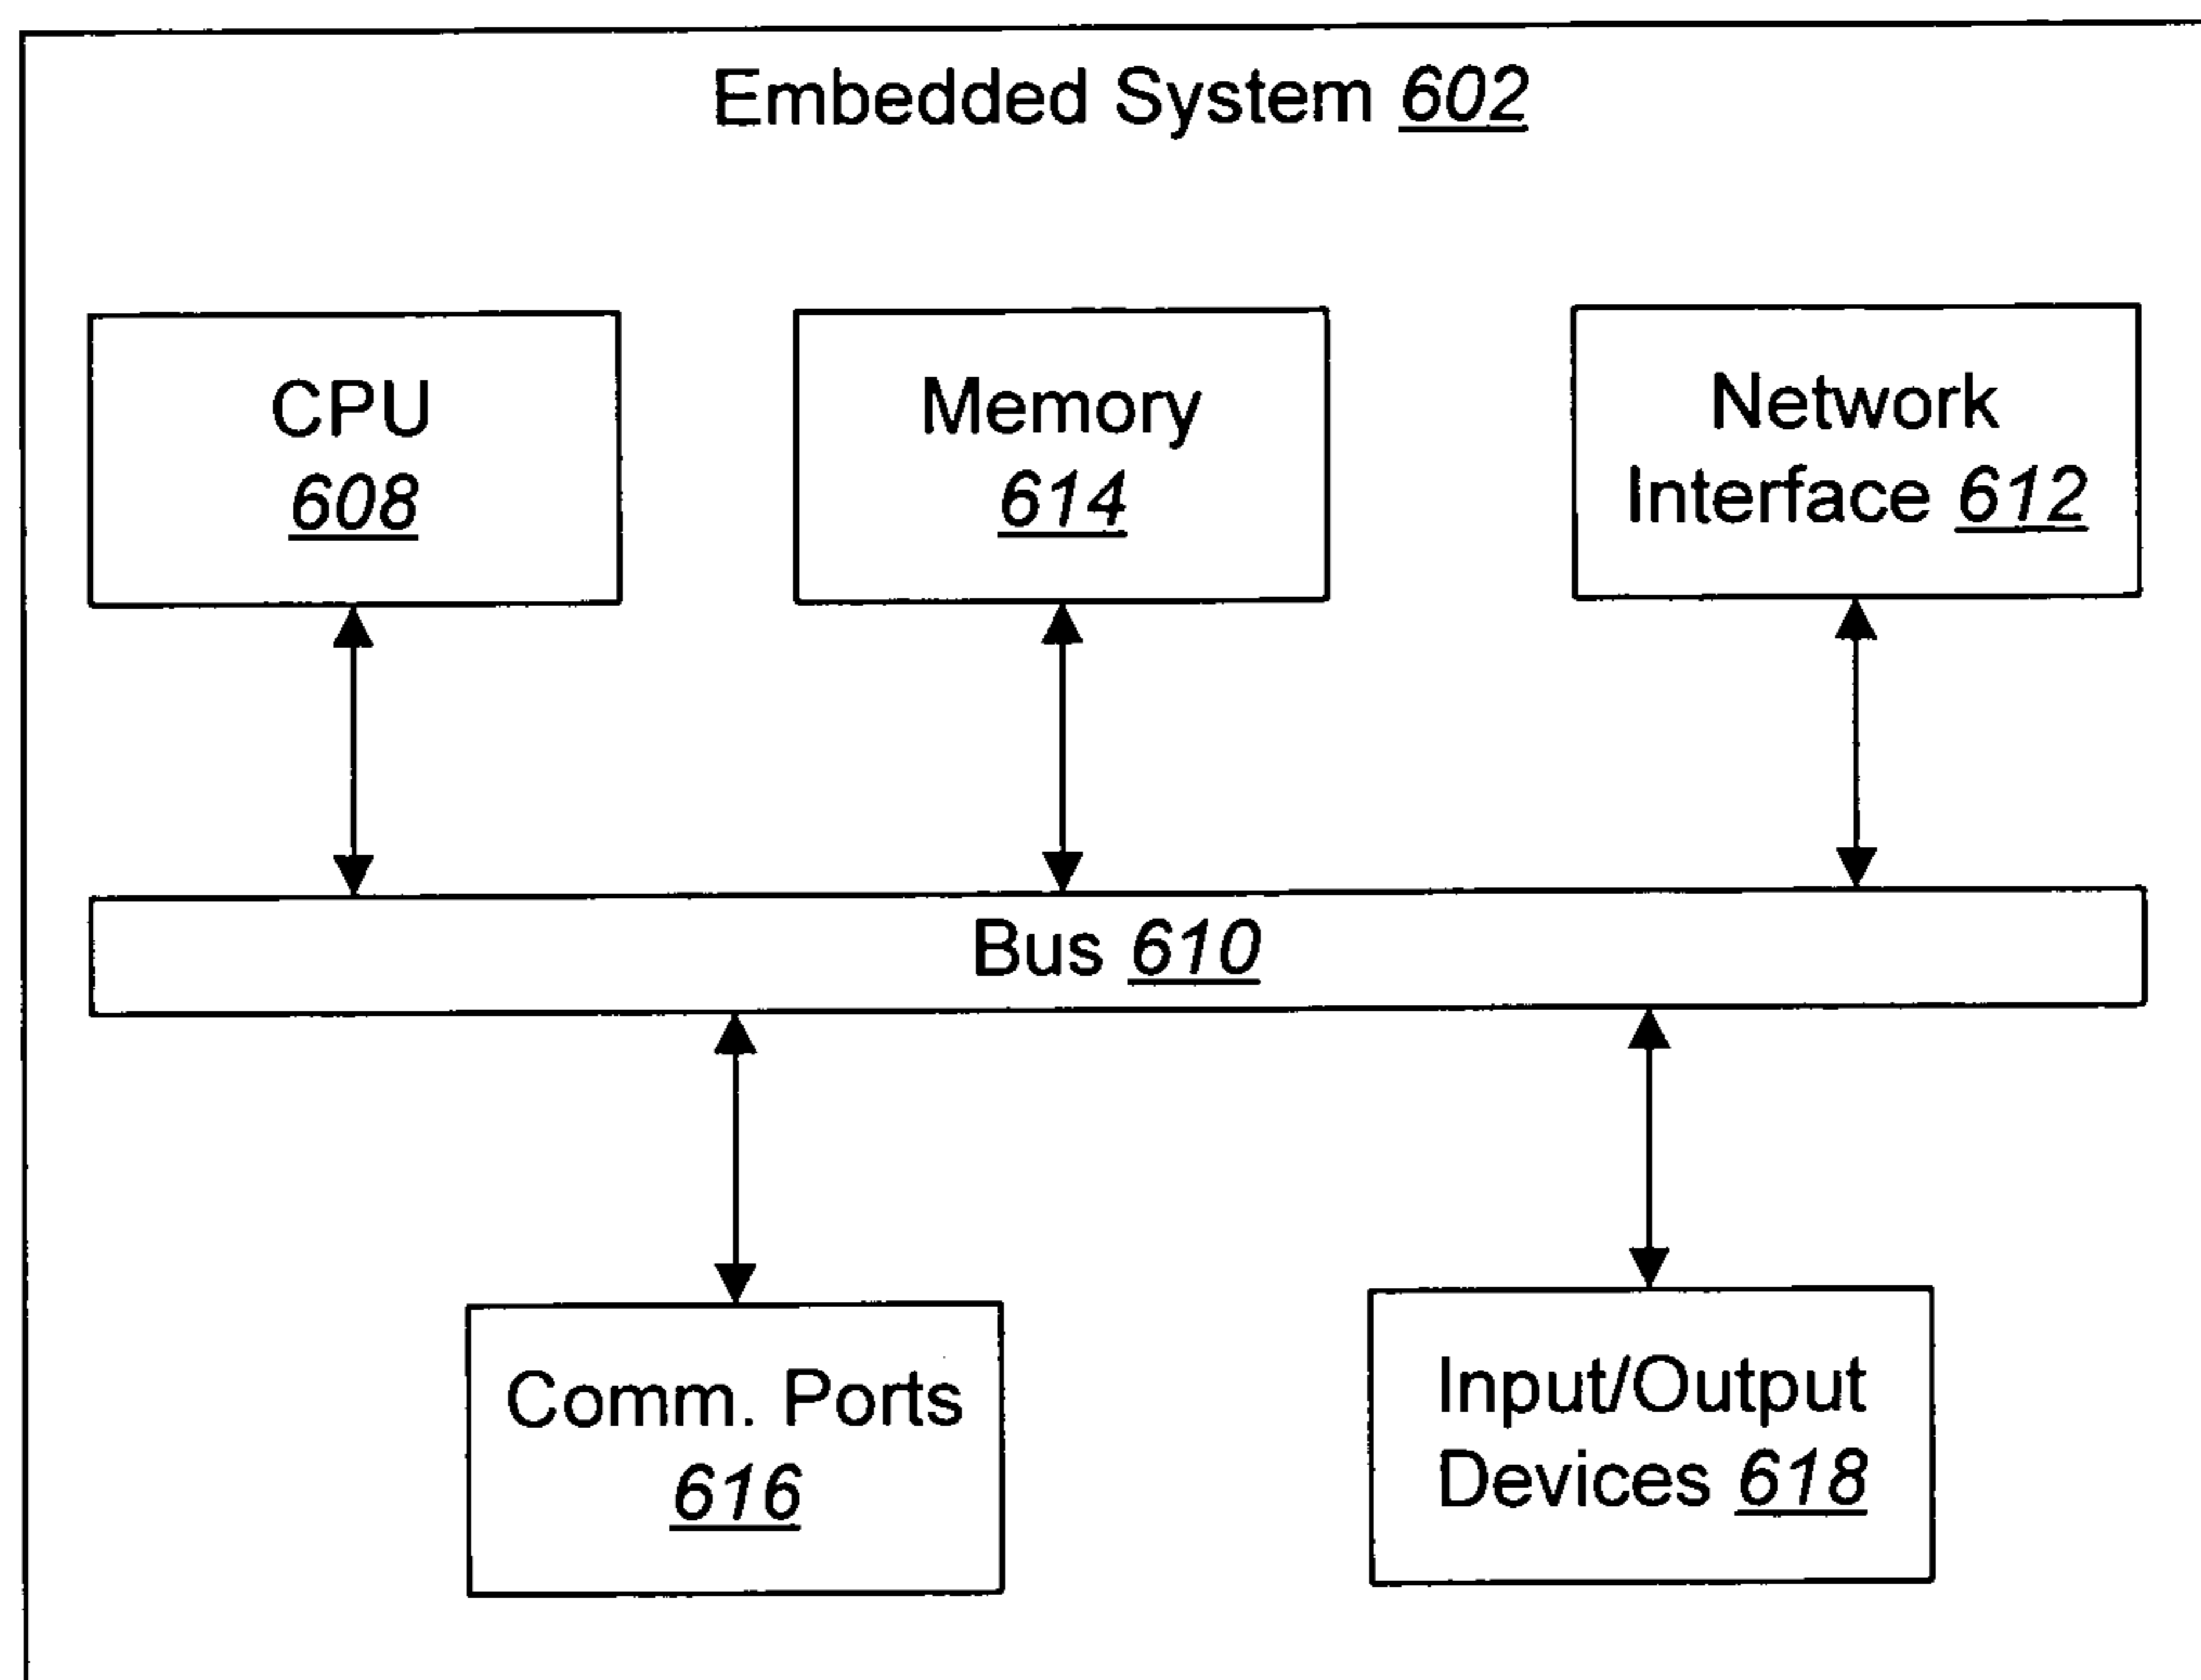 Embedded System 602
CPU
608
Memory
614
Network
Interface 612
Bus 610
Comm. Ports
616
Input/Output
Devices 618